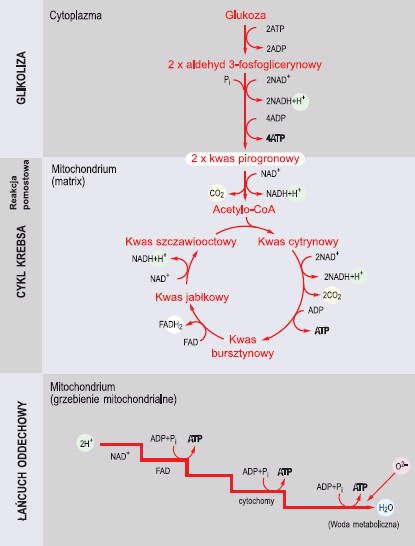 GLIKOLIZA
Cytoplazma
Glukoza
2ATP
2ADP
2 x aldehyd 3-fosfoglicerynowy
Pi
2NAD+
2NADH+H+
4ADP
4ATP
2 x kwas pirogronowy
Reakcja
pomostowa
Mitochondrium
(matrix)
NAD+
CO2
NADH+H+
Acetylo-CoA
CYKL KREBSA
Kwas szczawiooctowy
Kwas cytrynowy
NADH+H+
NAD+
2NAD+
2NADH+H+
2CO2
Kwas jabłkowy
ADP
ATP
FADH2
FAD
Kwas
bursztynowy
ŁAŃCUCH ODDECHOWY
Mitochondrium
(grzebienie mitochondrialne)
2H+
NAD+
ADP+Pi
ATP
FAD
ADP+Pi
ATP
cytochomy
ADP+Pi
ATP
O2-
H2O
(Woda metaboliczna)